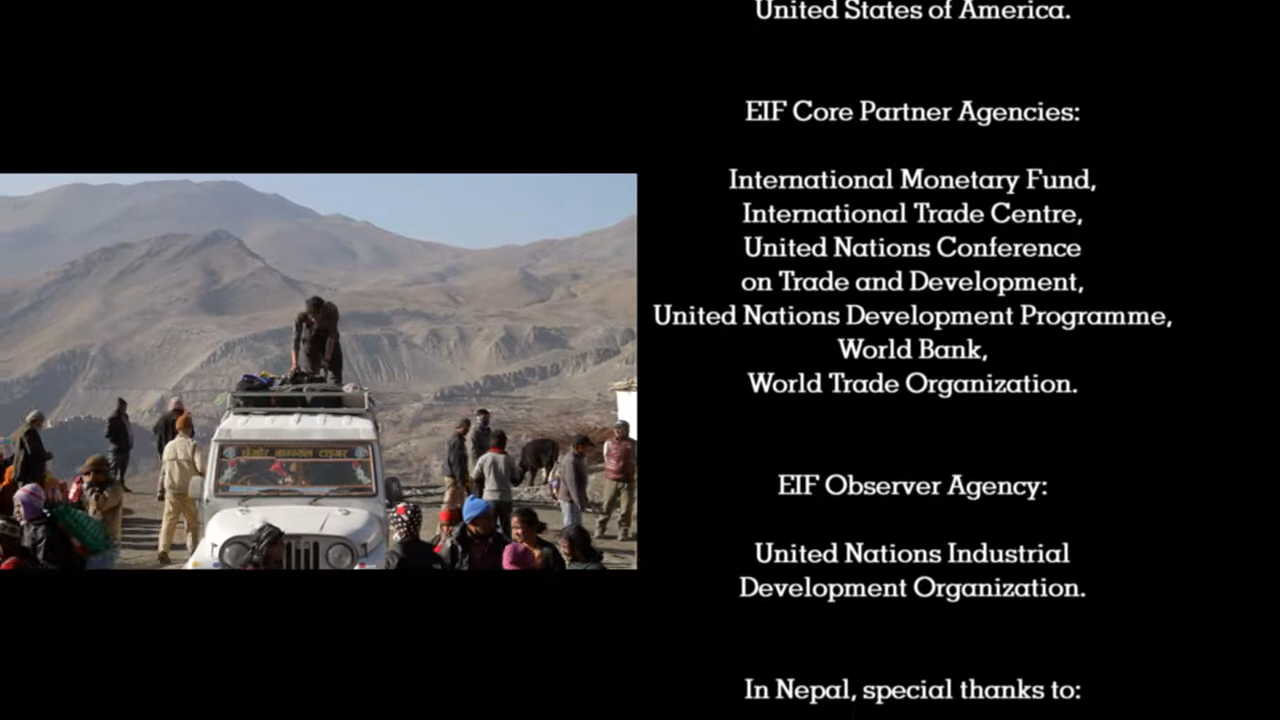 United States of America.
EIF Core Partner Agencies:
International Monetary Fund,
International Trade Centre,
United Nations Conference
on Trade and Development,
United Nations Development Programme,
World Bank,
World Trade Organization.
EIF Observer Agency:
United Nations Industrial
Development Organization.
In Nepal, special thanks to: